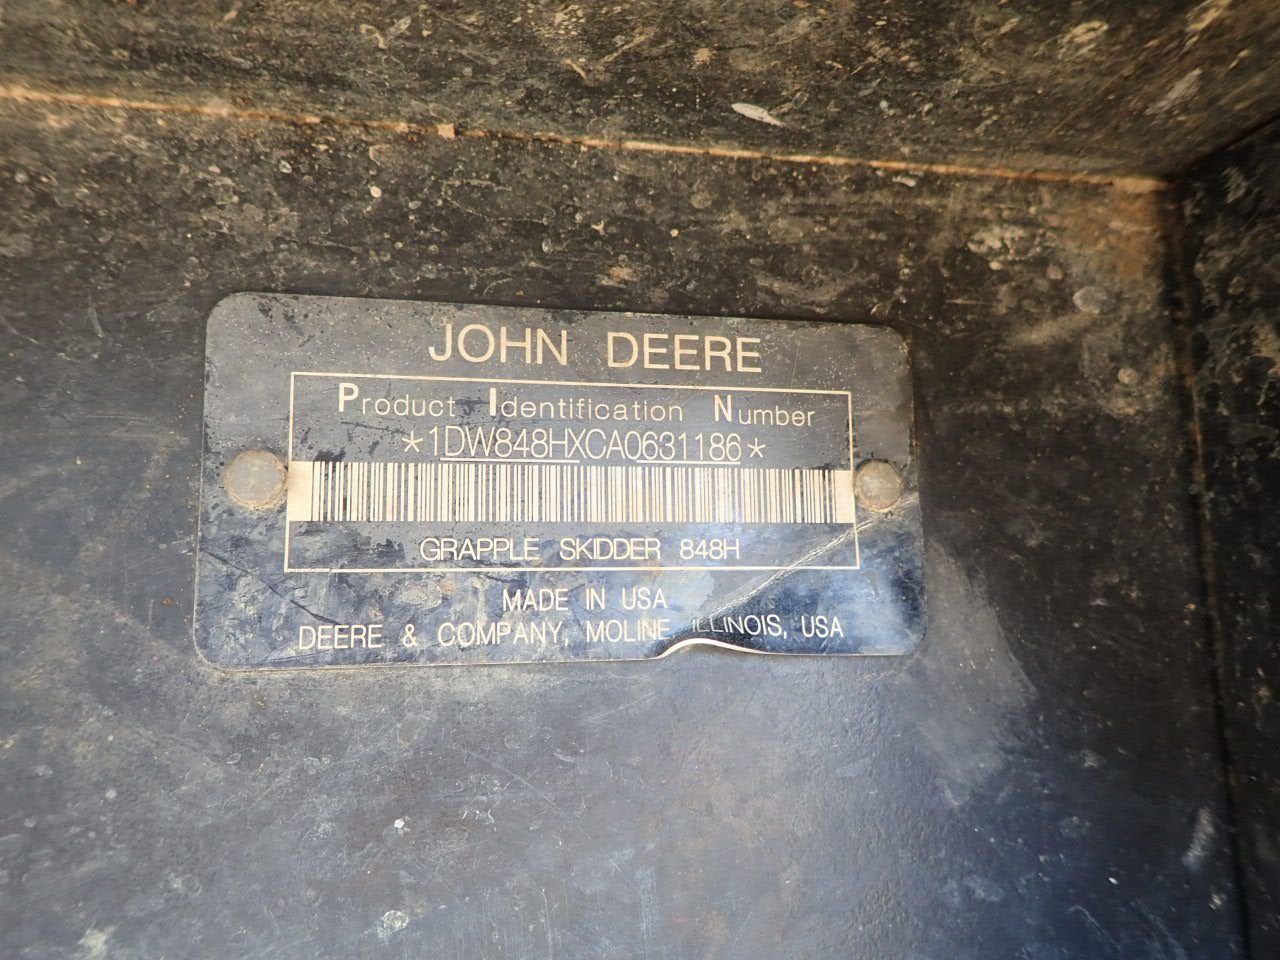 JOHN DEERE
Product Identification Number
*1DW848HXCA0631186*
GRAPPLE SKIDDER 848H
MADE IN USA
DEERE & COMPANY, MOLINE, ILLINOIS, USA